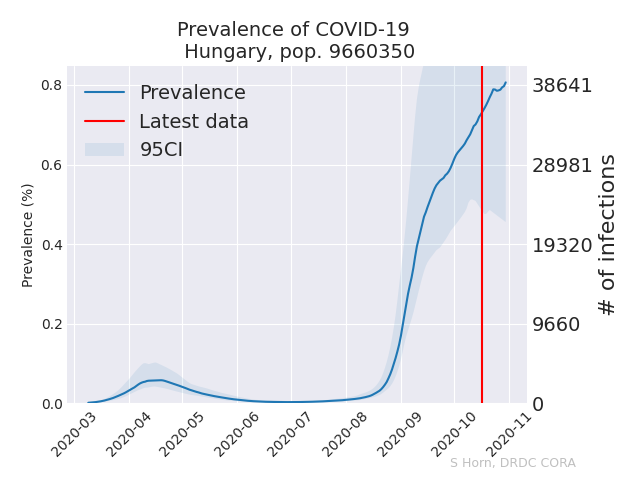 Prevalence of COVID-19
Hungary, pop. 9660350
Prevalence
Latest data
95CI
Prevalence (%)
0.8
0.6
0.4
0.2
0.0
38641
28981
19320
9660
0
# of infections
2020-03
2020-04
2020-05
2020-06
2020-07
2020-08
2020-09
2020-10
2020-11
S Horn, DRDC CORA